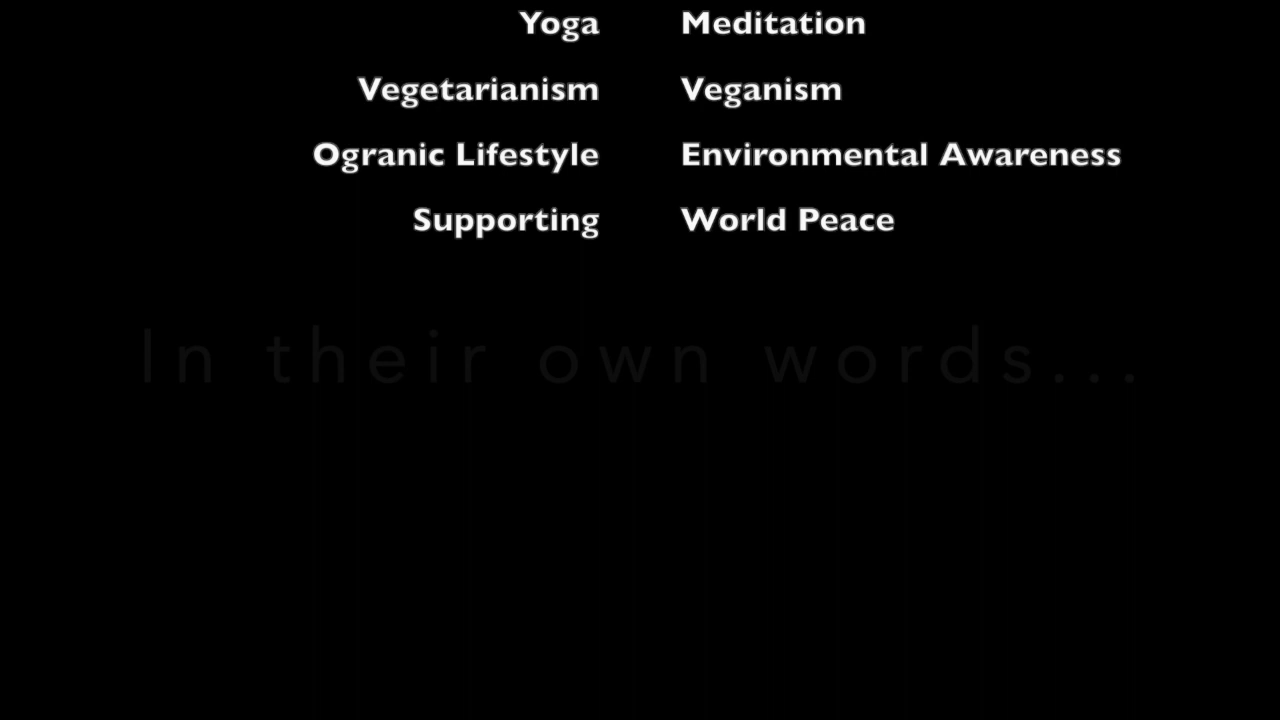 Yoga Meditation
Vegetarianism Veganism
Ogranic Lifestyle Environmental Awareness
Supporting World Peace
In their own words...